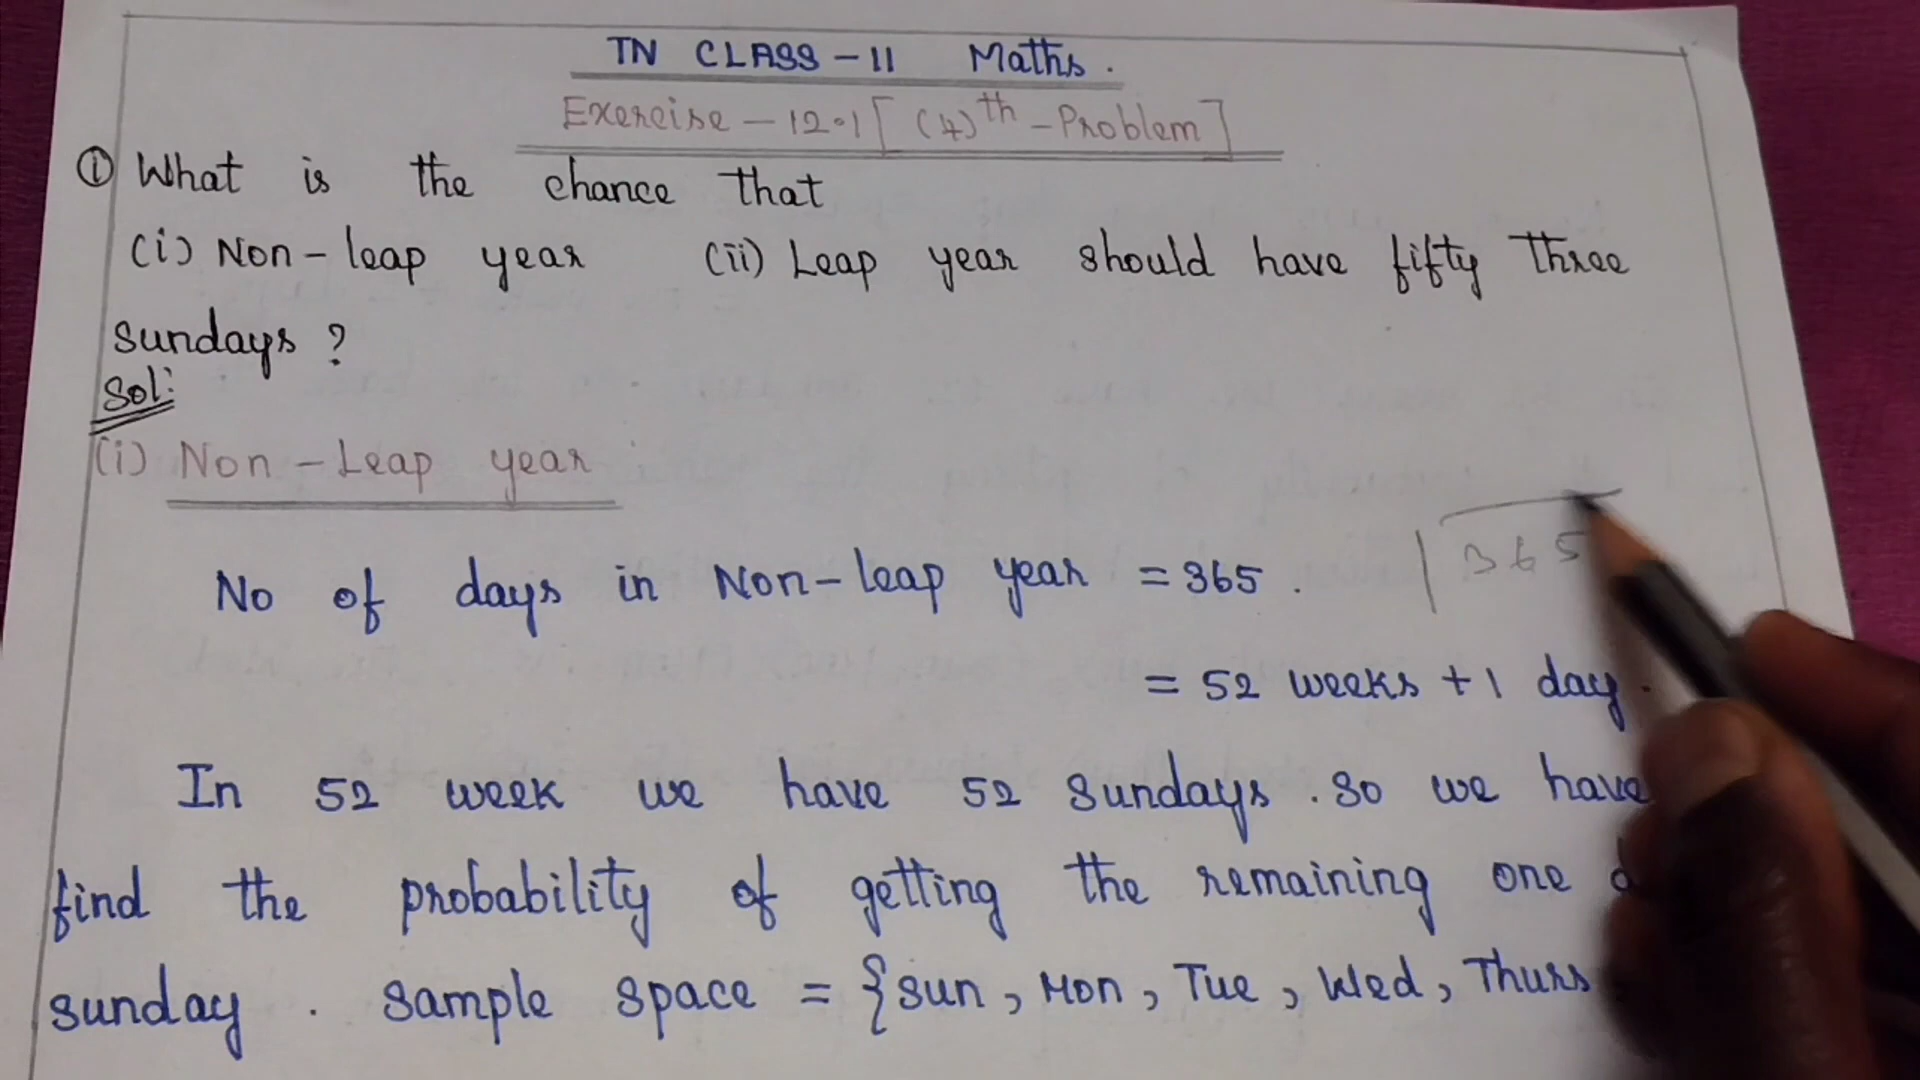 TN CLASS - 11 Maths.
Exercise - 12.1 [(4)th - Problem]
① What is the chance that
(i) Non-leap year (ii) Leap year should have fifty three
sundays ?
Sol:
(i) Non-Leap year
No of days in Non-leap year = 365.
365
= 52 weeks + 1 day.
In 52 week we have 52 Sundays. So we have
find the probability of getting the remaining one
sunday. Sample space = {Sun, Mon, Tue, Wed, Thurs